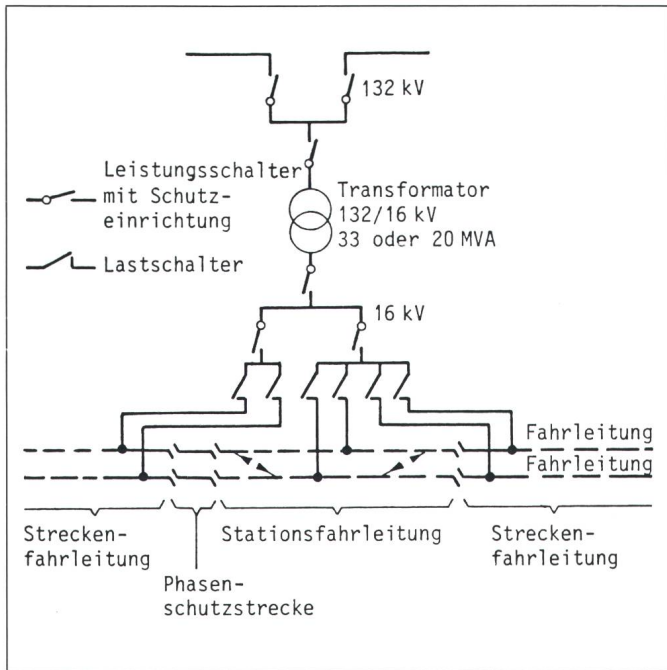 132 kV
Leistungsschalter
mit Schutz-
einrichtung
Transformator
132/16 kV
33 oder 20 MVA
Lastschalter
16 kV
Fahrleitung
Fahrleitung
Strecken-
fahrleitung
Stationsfahrleitung
Strecken-
fahrleitung
Phasen-
schutzstrecke